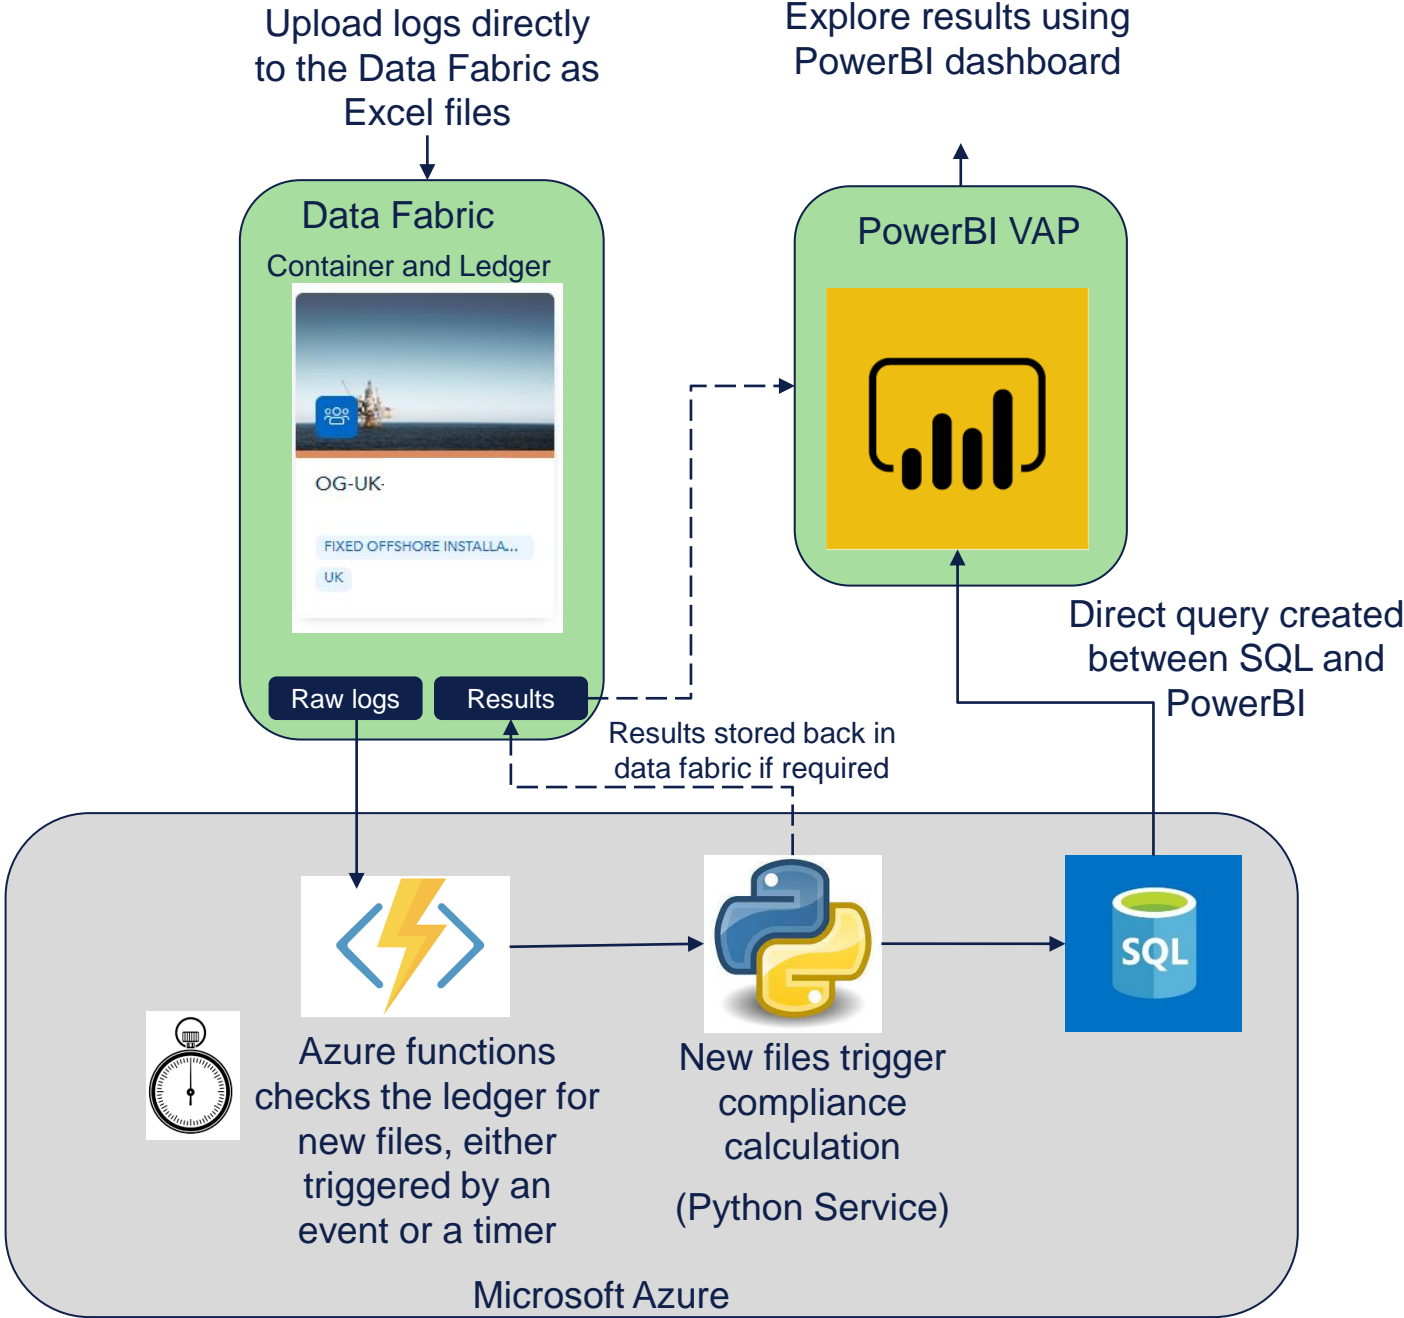 Upload logs directly
to the Data Fabric as
Excel files
Explore results using
PowerBI dashboard
Data Fabric
Container and Ledger
OG-UK-
FIXED OFFSHORE INSTALLA...
UK
Raw logs
Results
PowerBI VAP
Direct query created
between SQL and
PowerBI
Results stored back in
data fabric if required
SQL
Azure functions
checks the ledger for
new files, either
triggered by an
event or a timer
New files trigger
compliance
calculation
(Python Service)
Microsoft Azure